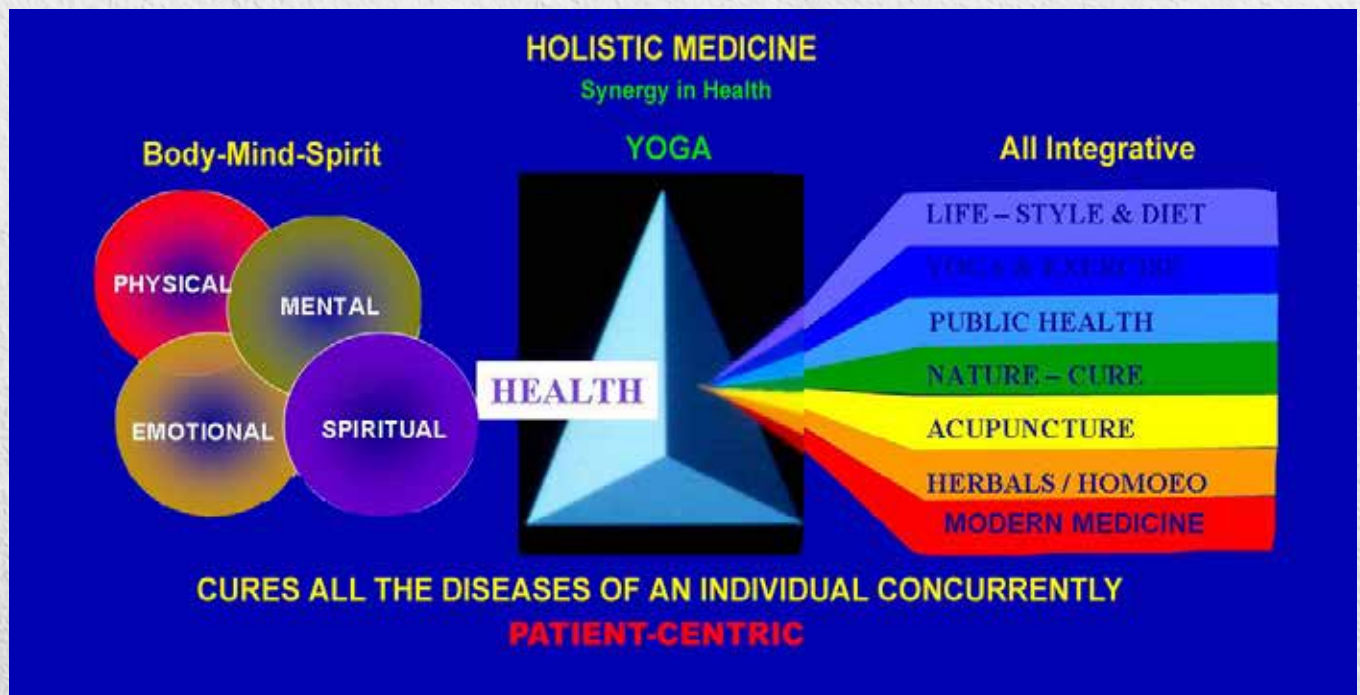 HOLISTIC MEDICINE
Synergy in Health
Body-Mind-Spirit
YOGA
All Integrative
PHYSICAL
MENTAL
EMOTIONAL
SPIRITUAL
HEALTH
LIFE – STYLE & DIET
YOGA & EXERCISE
PUBLIC HEALTH
NATURE – CURE
ACUPUNCTURE
HERBALS / HOMOEO
MODERN MEDICINE
CURES ALL THE DISEASES OF AN INDIVIDUAL CONCURRENTLY
PATIENT-CENTRIC